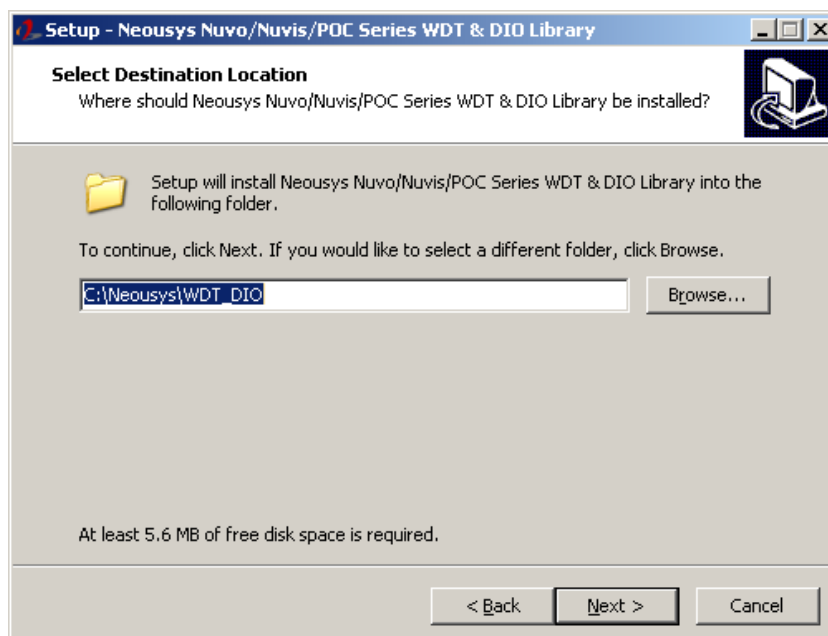 Setup - Neousys Nuvo/Nuvis/POC Series WDT & DIO Library
Select Destination Location
Where should Neousys Nuvo/Nuvis/POC Series WDT & DIO Library be installed?
Setup will install Neousys Nuvo/Nuvis/POC Series WDT & DIO Library into the
following folder.
To continue, click Next. If you would like to select a different folder, click Browse.
C:\Neousys\WDT_DIO
Browse...
At least 5.6 MB of free disk space is required.
< Back Next > Cancel